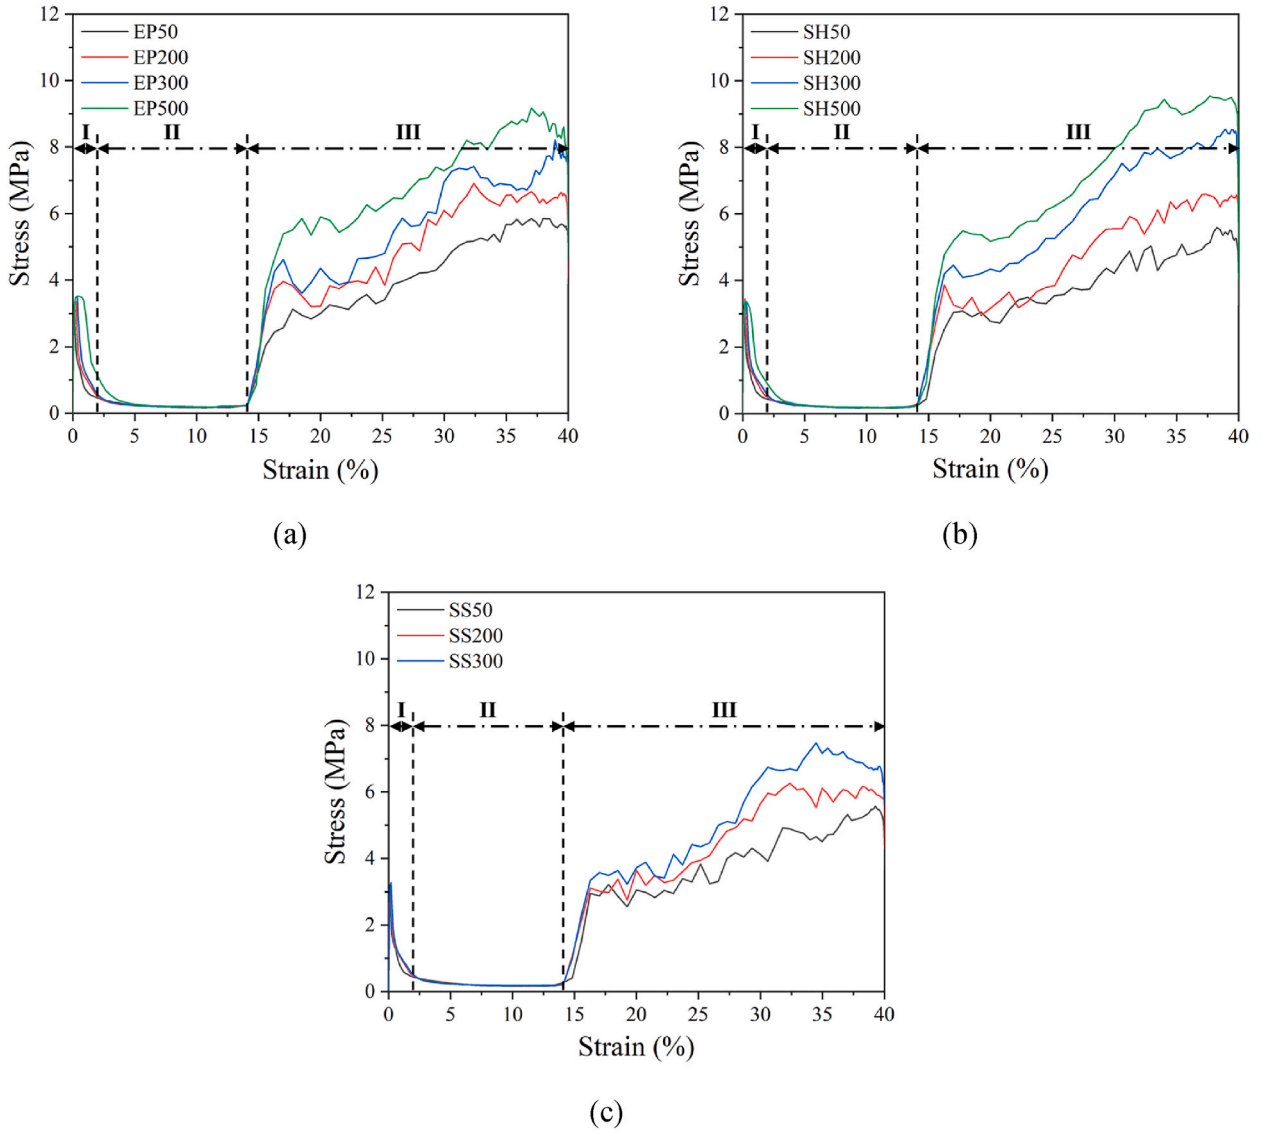 12
10
8
6
4
2
0
Stress (MPa)
EP50
EP200
EP300
EP500
I
II
III
0 5 10 15 20 25 30 35 40
Strain (%)
(a)
12
10
8
6
4
2
0
Stress (MPa)
SH50
SH200
SH300
SH500
I
II
III
0 5 10 15 20 25 30 35 40
Strain (%)
(b)
12
10
8
6
4
2
0
Stress (MPa)
SS50
SS200
SS300
I
II
III
0 5 10 15 20 25 30 35 40
Strain (%)
(c)